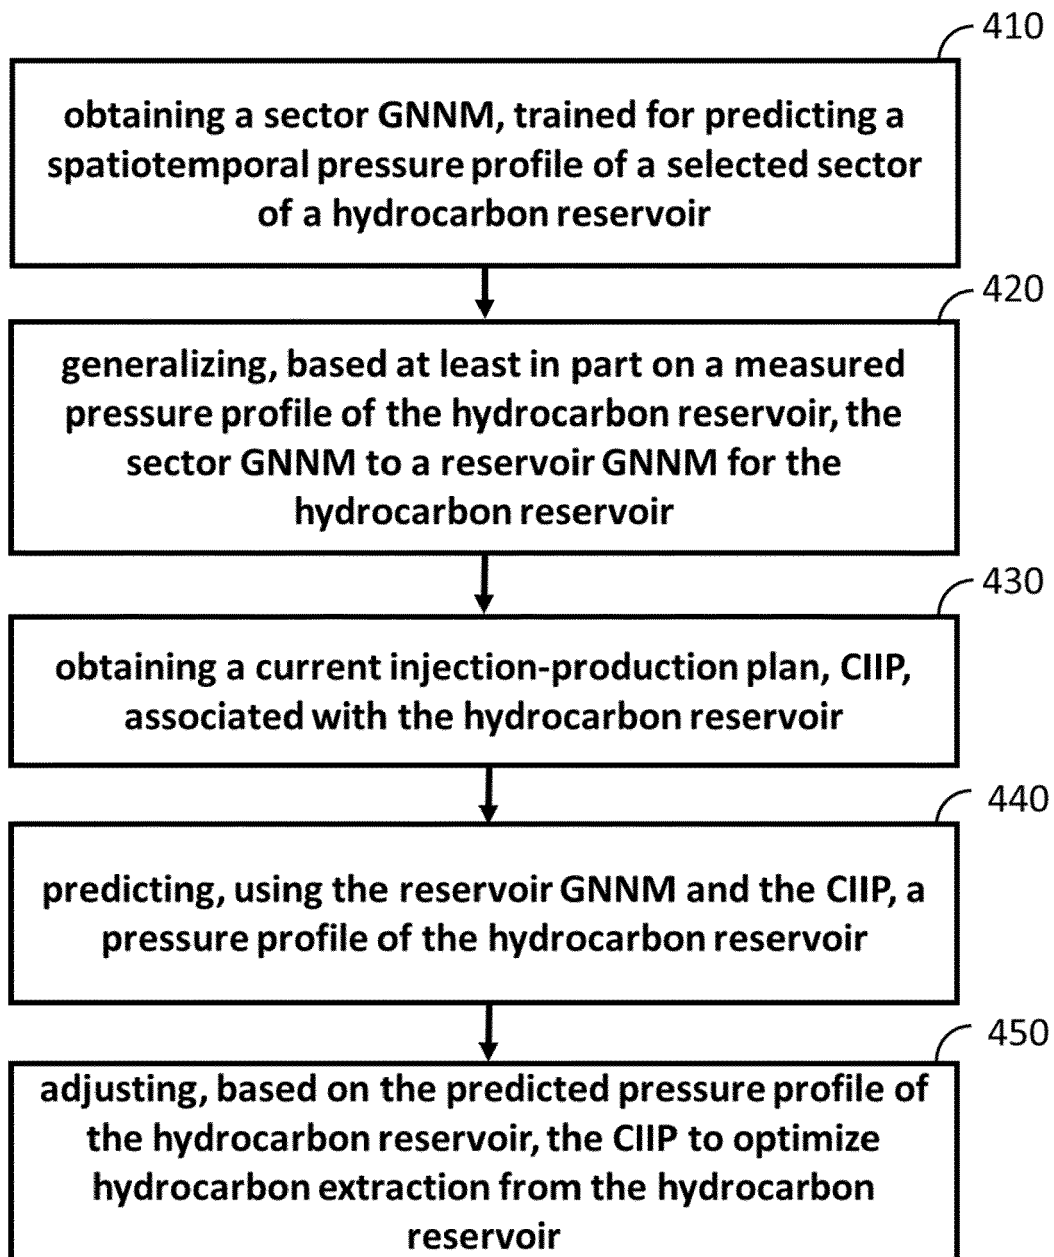 410
obtaining a sector GNNM, trained for predicting a
spatiotemporal pressure profile of a selected sector
of a hydrocarbon reservoir
420
generalizing, based at least in part on a measured
pressure profile of the hydrocarbon reservoir, the
sector GNNM to a reservoir GNNM for the
hydrocarbon reservoir
430
obtaining a current injection-production plan, CIIP,
associated with the hydrocarbon reservoir
440
predicting, using the reservoir GNNM and the CIIP, a
pressure profile of the hydrocarbon reservoir
450
adjusting, based on the predicted pressure profile of
the hydrocarbon reservoir, the CIIP to optimize
hydrocarbon extraction from the hydrocarbon
reservoir